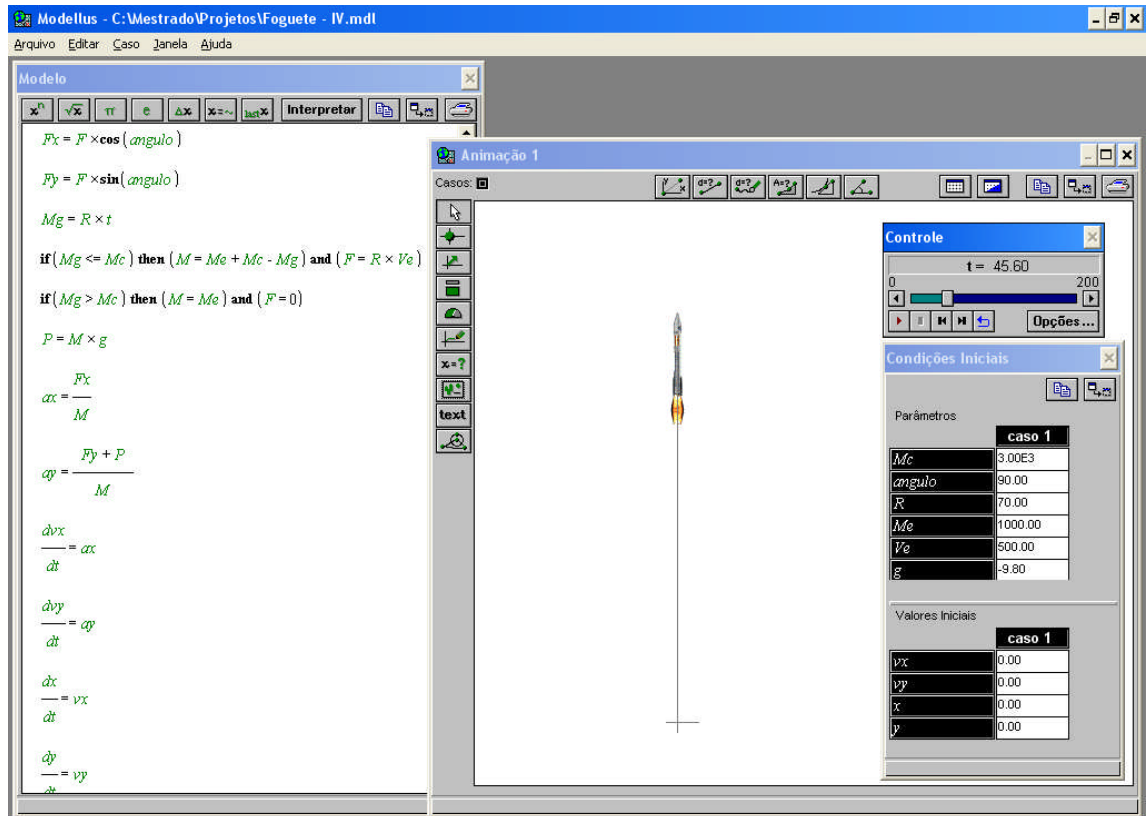 Modellus - C:\Mestrado\Projetos\Foguete - IV.mdl
Arquivo Editar Caso Janela Ajuda
Modelo
xⁿ √x π e Δx x=~ last x Interpretar
Fx = F ×cos( angulo )
Fy = F ×sin( angulo )
Mg = R × t
if( Mg <= Mc ) then ( M = Me + Mc - Mg ) and ( F = R × Ve )
if( Mg > Mc ) then ( M = Me ) and ( F = 0 )
P = M × g
ax = Fx / M
ay = Fy + P / M
dvx / dt = ax
dvy / dt = ay
dx / dt = vx
dy / dt = vy
Animação 1
Casos:
x=?
text
Controle
t = 45.60
0 200
Opções...
Condições Iniciais
Parâmetros
caso 1
Mc 3.00E3
angulo 90.00
R 70.00
Me 1000.00
Ve 500.00
g -9.80
Valores Iniciais
caso 1
vx 0.00
vy 0.00
x 0.00
y 0.00